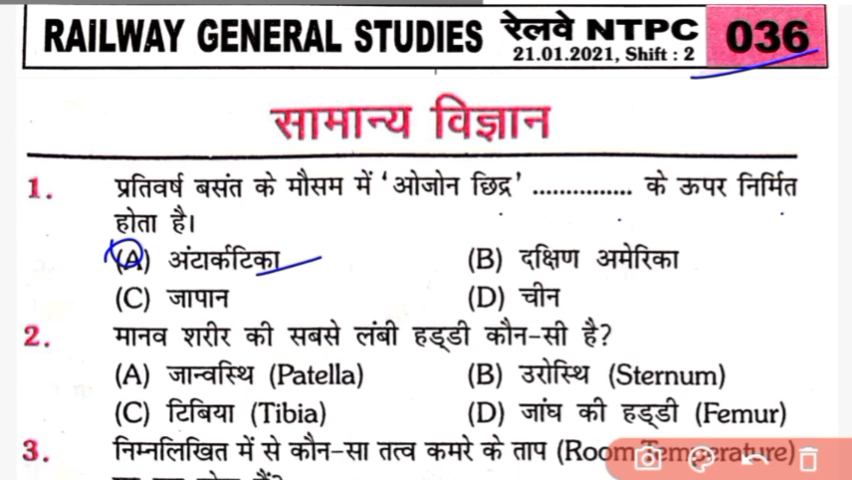 RAILWAY GENERAL STUDIES रेलवे NTPC 036
21.01.2021, Shift : 2
सामान्य विज्ञान
1. प्रतिवर्ष बसंत के मौसम में 'ओजोन छिद्र' ............... के ऊपर निर्मित
होता है।
(A) अंटार्कटिका (B) दक्षिण अमेरिका
(C) जापान (D) चीन
2. मानव शरीर की सबसे लंबी हड्डी कौन-सी है?
(A) जान्वस्थि (Patella) (B) उरोस्थि (Sternum)
(C) टिबिया (Tibia) (D) जांघ की हड्डी (Femur)
3. निम्नलिखित में से कौन-सा तत्व कमरे के ताप (Room Temperature)